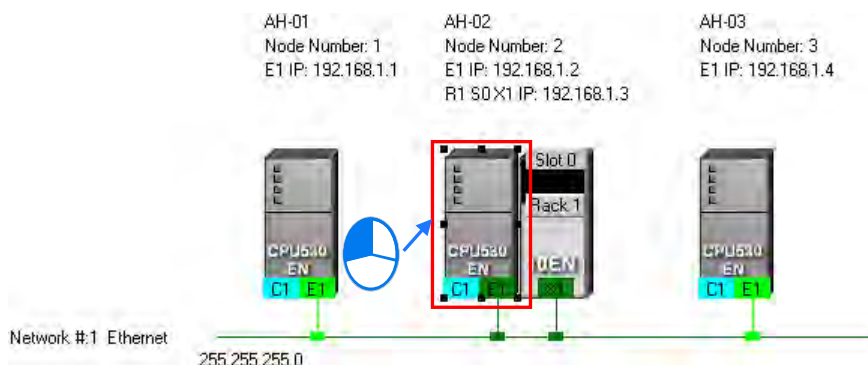 AH-01
Node Number: 1
E1 IP: 192.168.1.1
AH-02
Node Number: 2
E1 IP: 192.168.1.2
R1 S0 X1 IP: 192.168.1.3
AH-03
Node Number: 3
E1 IP: 192.168.1.4
CPU530
EN
C1 E1
CPU530
EN
C1 E1
Slot 0
Rack 1
0EN
X1
CPU530
EN
C1 E1
Network #:1 Ethernet
255.255.255.0